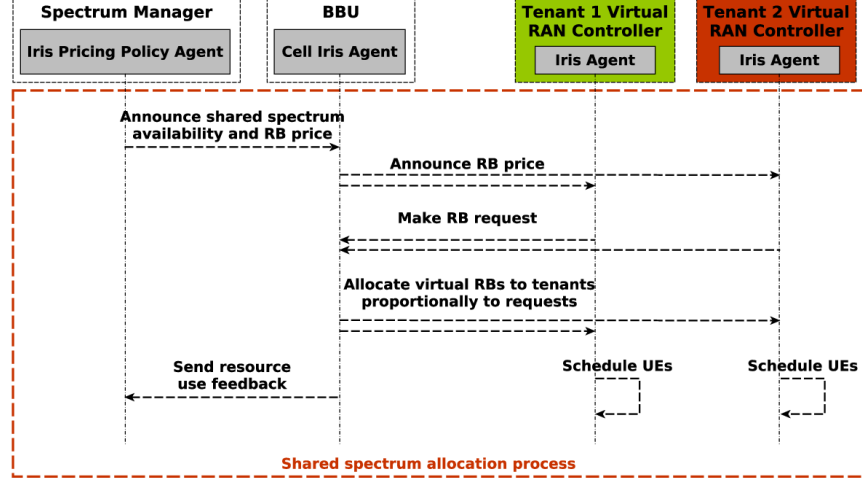 Spectrum Manager
BBU
Tenant 1 Virtual
RAN Controller
Tenant 2 Virtual
RAN Controller
Iris Pricing Policy Agent
Cell Iris Agent
Iris Agent
Iris Agent
Announce shared spectrum
availability and RB price
Announce RB price
Make RB request
Allocate virtual RBs to tenants
proportionally to requests
Send resource
use feedback
Schedule UEs
Schedule UEs
Shared spectrum allocation process